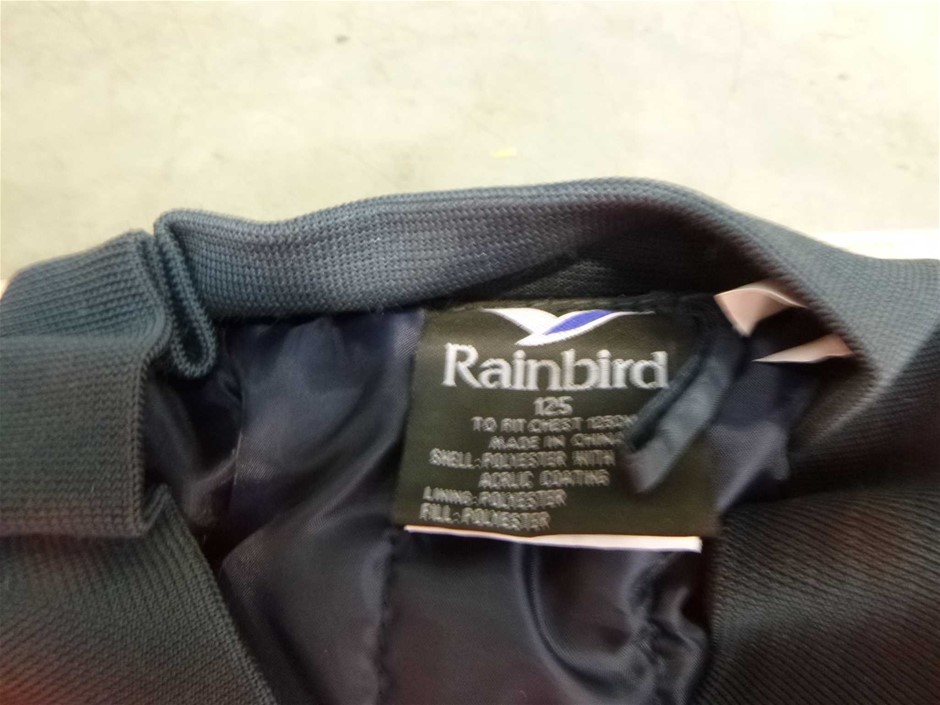 Rainbird
125
TO FIT CHEST 125CM
MADE IN CHINA
SHELL: POLYESTER WITH
ACRLIC COATING
LINING: POLYESTER
FILL: POLYESTER